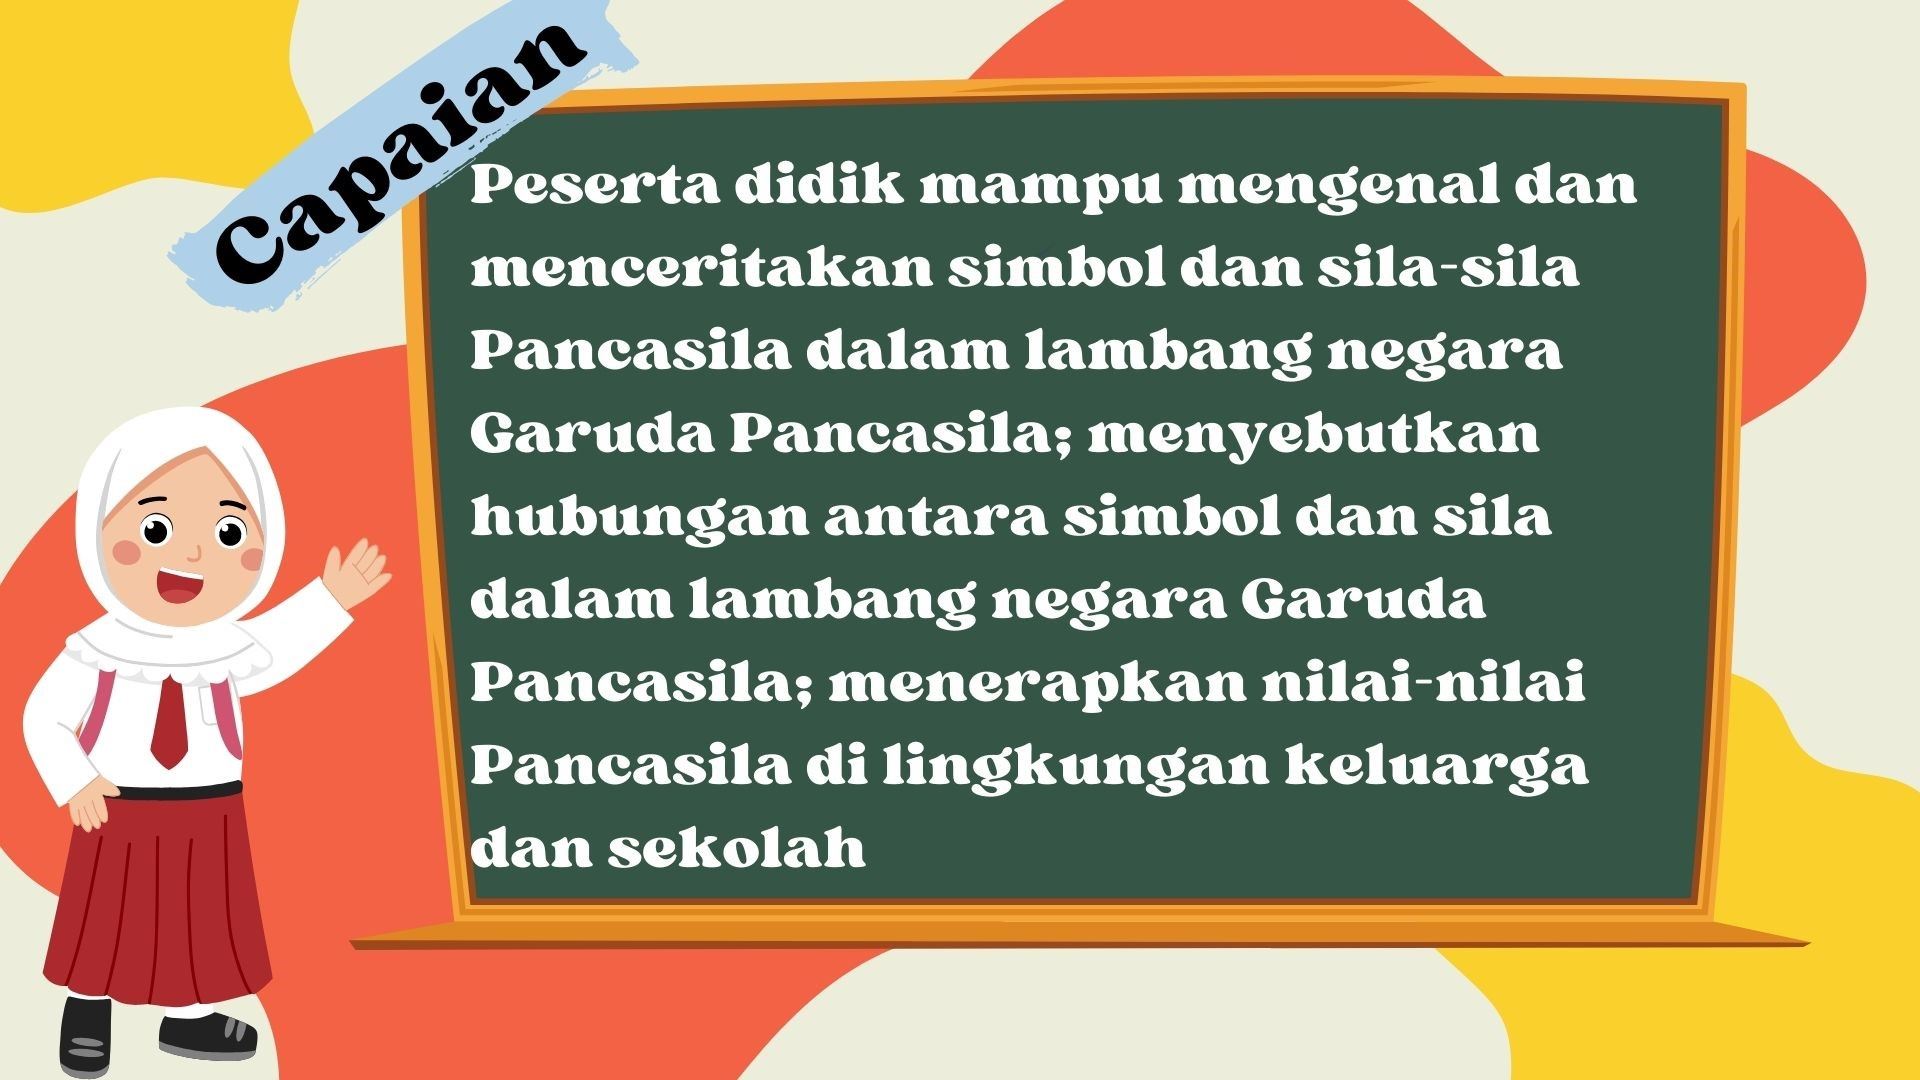 Capaian
Peserta didik mampu mengenal dan
menceritakan simbol dan sila-sila
Pancasila dalam lambang negara
Garuda Pancasila; menyebutkan
hubungan antara simbol dan sila
dalam lambang negara Garuda
Pancasila; menerapkan nilai-nilai
Pancasila di lingkungan keluarga
dan sekolah